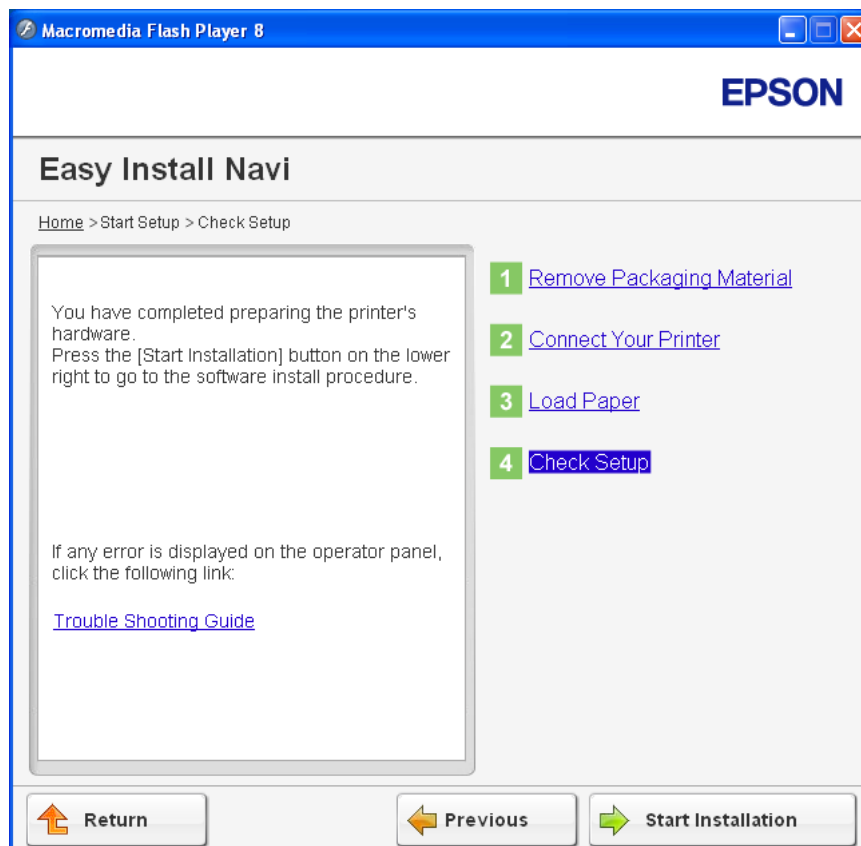 Macromedia Flash Player 8
EPSON
Easy Install Navi
Home > Start Setup > Check Setup
You have completed preparing the printer's
hardware.
Press the [Start Installation] button on the lower
right to go to the software install procedure.
If any error is displayed on the operator panel,
click the following link:
Trouble Shooting Guide
1 Remove Packaging Material
2 Connect Your Printer
3 Load Paper
4 Check Setup
Return
Previous
Start Installation